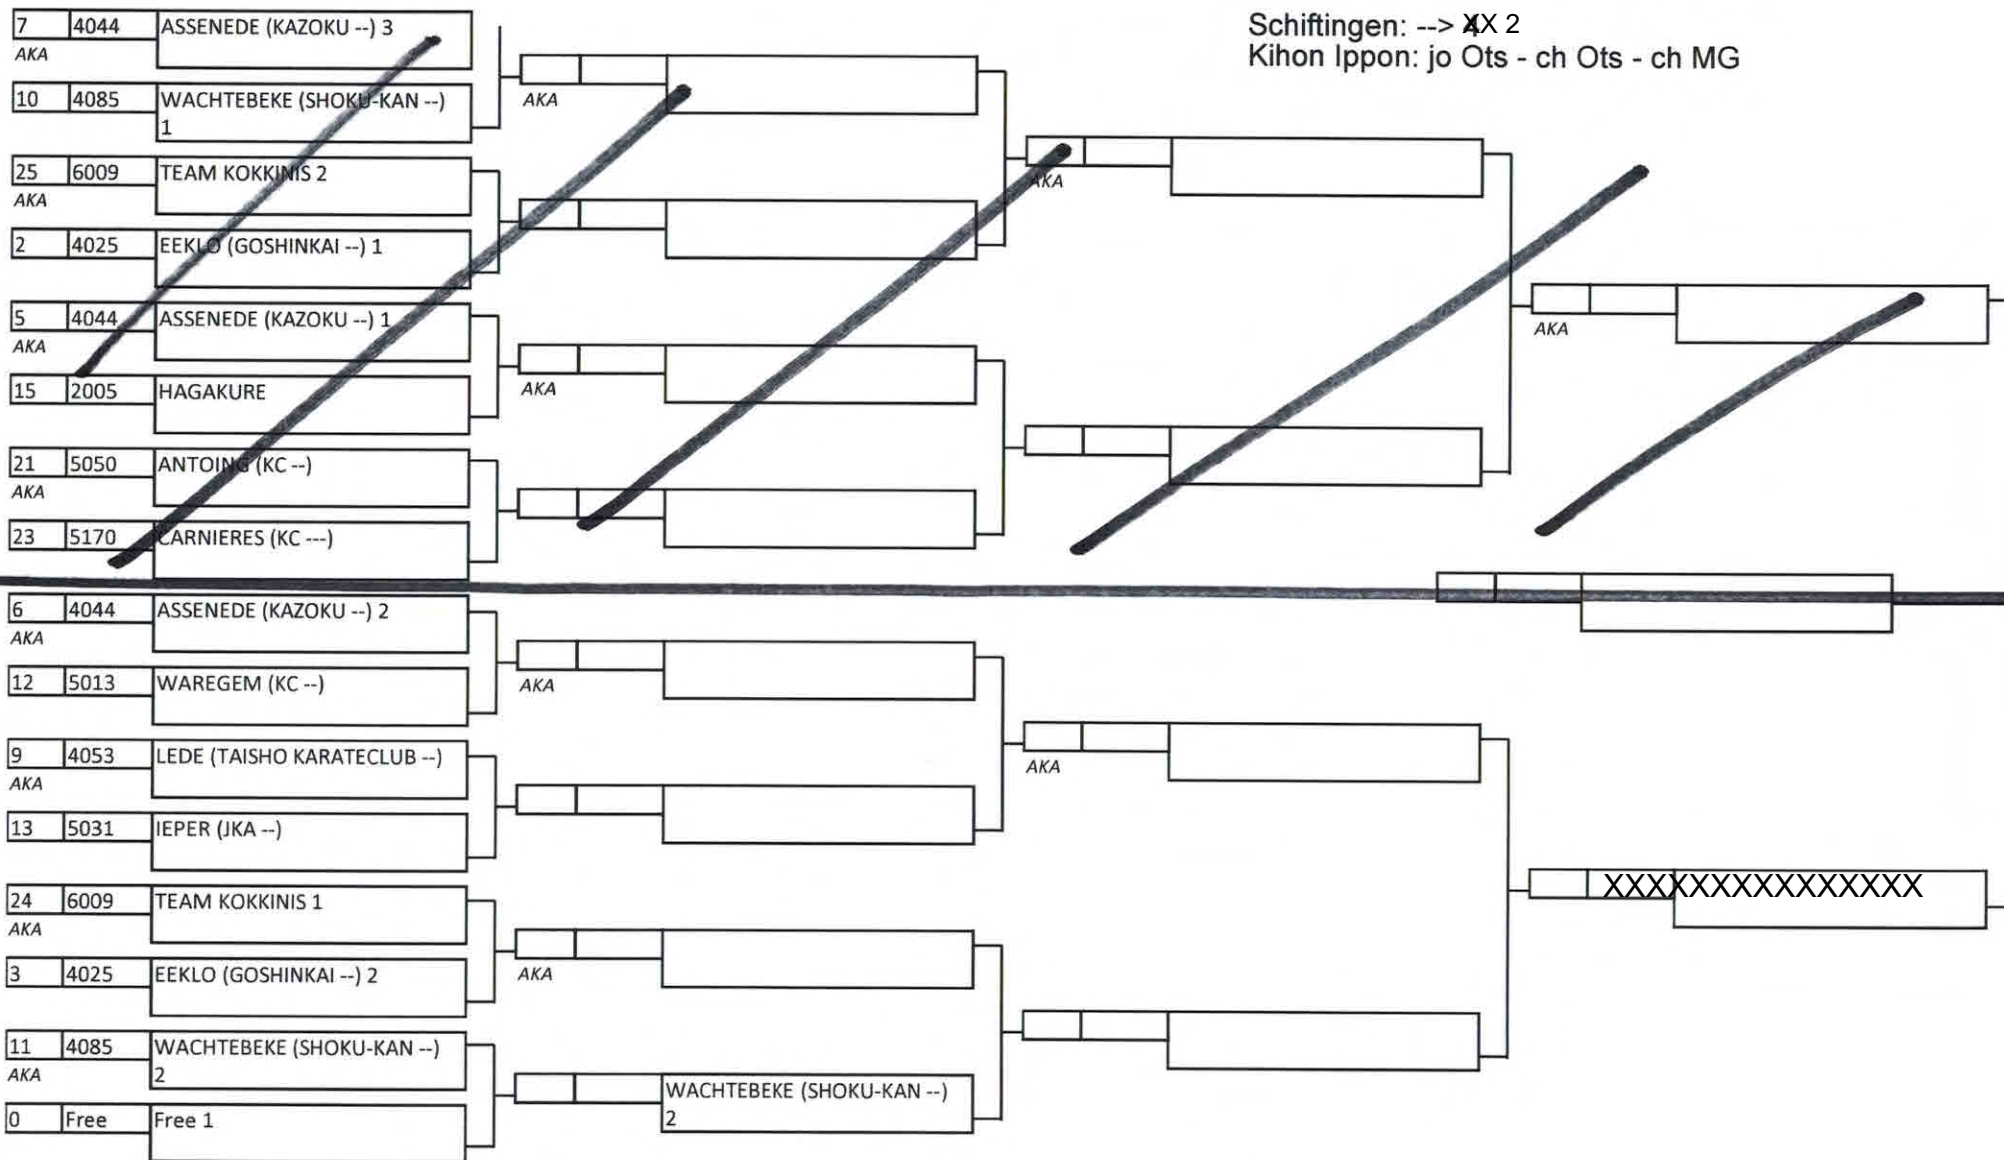 Schiftingen: --> XX 2
Kihon Ippon: jo Ots - ch Ots - ch MG
7 4044 ASSENEDE (KAZOKU --) 3
AKA
10 4085 WACHTEBEKE (SHOKU-KAN --)
1
AKA
25 6009 TEAM KOKKINIS 2
AKA
AKA
2 4025 EEKLO (GOSHINKAI --) 1
5 4044 ASSENEDE (KAZOKU --) 1
AKA
AKA
15 2005 HAGAKURE
AKA
21 5050 ANTOING (KC --)
AKA
23 5170 CARNIERES (KC ---)
6 4044 ASSENEDE (KAZOKU --) 2
AKA
12 5013 WAREGEM (KC --)
AKA
9 4053 LEDE (TAISHO KARATECLUB --)
AKA
AKA
13 5031 IEPER (JKA --)
24 6009 TEAM KOKKINIS 1
XXXXXXXXXXXXXXX
AKA
3 4025 EEKLO (GOSHINKAI --) 2
AKA
11 4085 WACHTEBEKE (SHOKU-KAN --)
2
AKA
WACHTEBEKE (SHOKU-KAN --)
2
0 Free Free 1